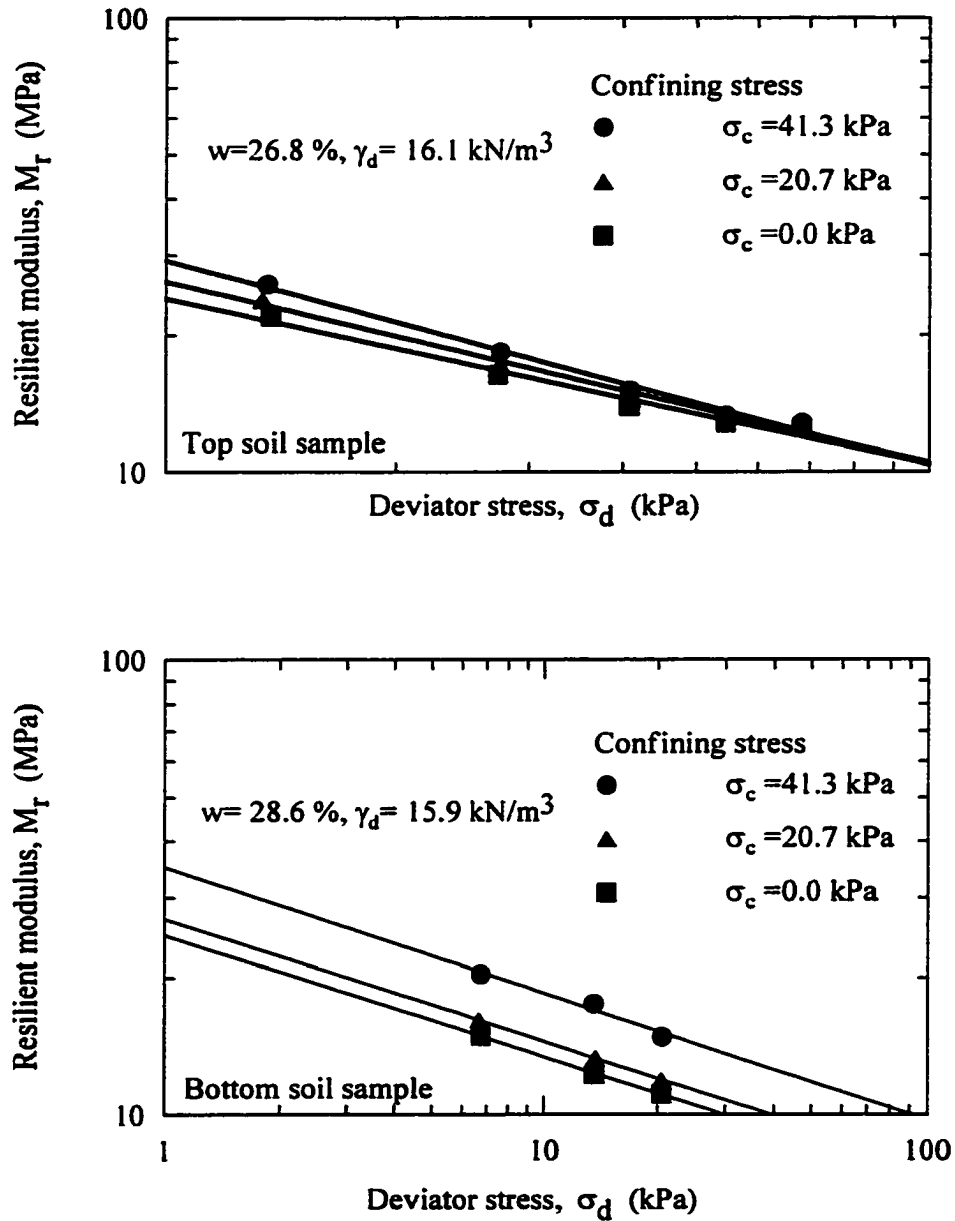 100
Resilient modulus, Mr (MPa)
Confining stress
σc =41.3 kPa
w=26.8 %, γd= 16.1 kN/m3
σc =20.7 kPa
σc =0.0 kPa
Top soil sample
10
Deviator stress, σd (kPa)
100
Resilient modulus, Mr (MPa)
Confining stress
σc =41.3 kPa
w= 28.6 %, γd= 15.9 kN/m3
σc =20.7 kPa
σc =0.0 kPa
Bottom soil sample
10
1
10
100
Deviator stress, σd (kPa)